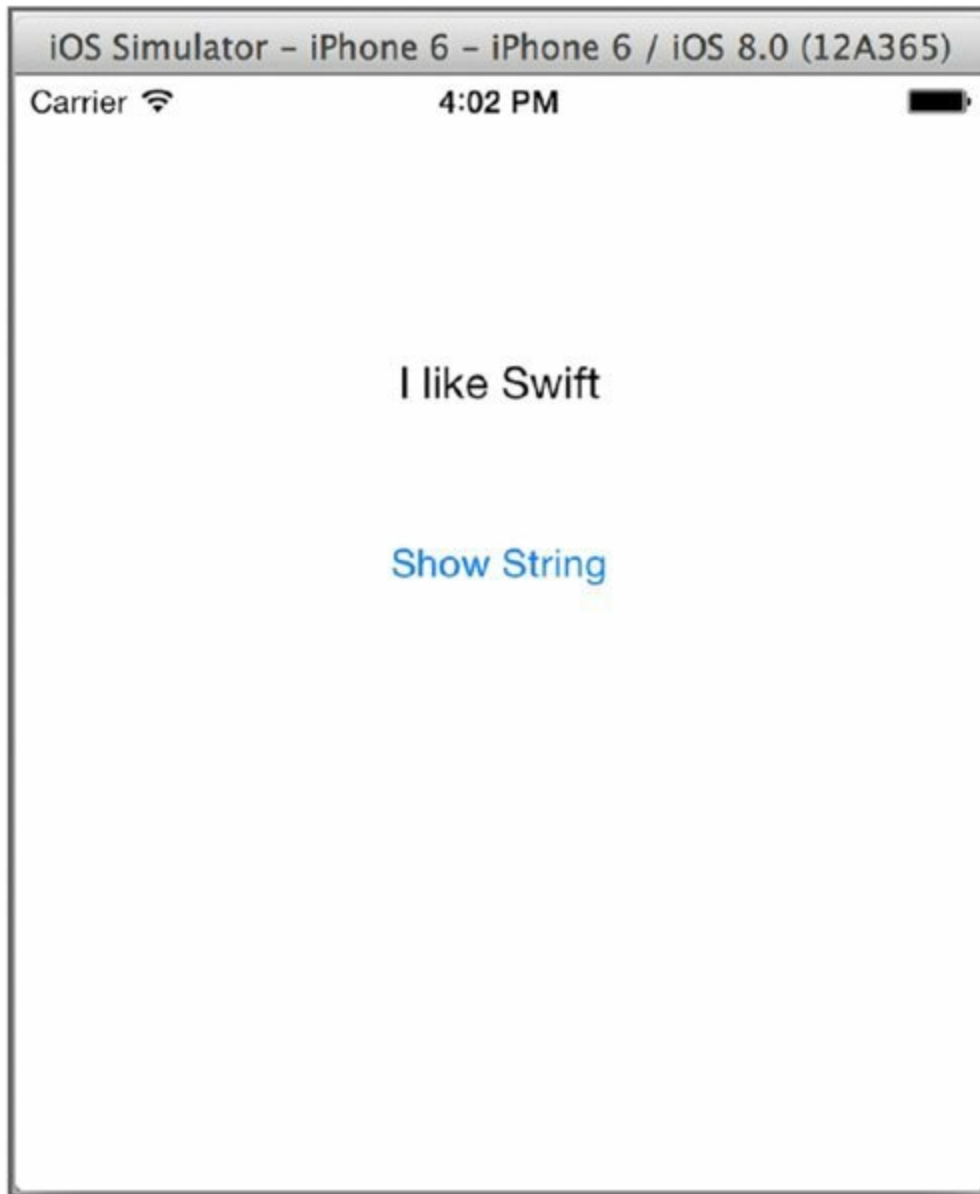 iOS Simulator – iPhone 6 – iPhone 6 / iOS 8.0 (12A365)
Carrier 4:02 PM
I like Swift
Show String